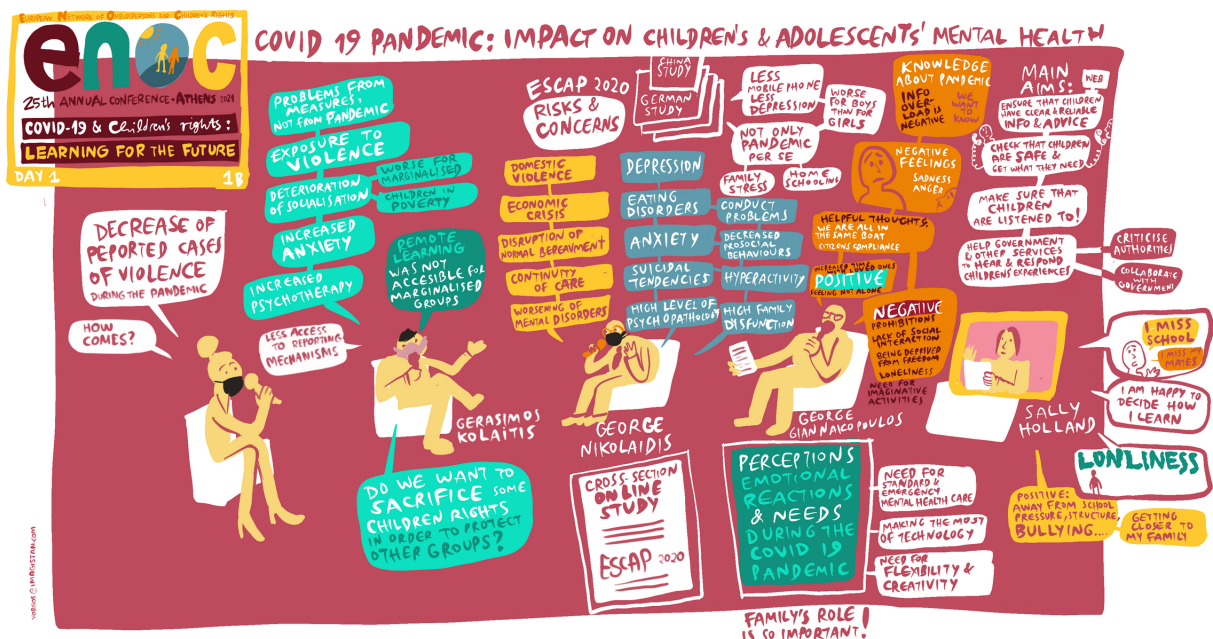 EUROPEAN NETWORK OF OMBUDSPERSONS FOR CHILDREN'S RIGHTS
enoc
25th ANNUAL CONFERENCE • ATHENS 2021
COVID-19 & Children's rights:
LEARNING FOR THE FUTURE
DAY 1
1B
COVID 19 PANDEMIC: IMPACT ON CHILDREN'S & ADOLESCENTS' MENTAL HEALTH
DECREASE OF
REPORTED CASES
OF VIOLENCE
DURING THE PANDEMIC
HOW
COMES?
PROBLEMS FROM
MEASURES,
NOT FROM PANDEMIC
EXPOSURE TO
VIOLENCE
DETERIORATION
OF SOCIALISATION
WORSE FOR
MARGINALISED
CHILDREN IN
POVERTY
INCREASED
ANXIETY
INCREASED
PSYCHOTHERAPY
REMOTE
LEARNING
WAS NOT
ACCESSIBLE FOR
MARGINALISED
GROUPS
LESS ACCESS
TO REPORTING
MECHANISMS
GERASIMOS
KOLAITIS
DO WE WANT TO
SACRIFICE SOME
CHILDREN RIGHTS
IN ORDER TO PROTECT
OTHER GROUPS?
ESCAP 2020
RISKS &
CONCERNS
DOMESTIC
VIOLENCE
ECONOMIC
CRISIS
DISRUPTION OF
NORMAL BEREAVMENT
CONTINUITY
OF CARE
WORSENING OF
MENTAL DISORDERS
CHINA
STUDY
GERMAN
STUDY
LESS
MOBILE PHONE
LESS
DEPRESSION
WORSE
FOR BOYS
THAN FOR
GIRLS
NOT ONLY
PANDEMIC
PER SE
FAMILY
STRESS
HOME
SCHOOLING
DEPRESSION
EATING
DISORDERS
CONDUCT
PROBLEMS
ANXIETY
DECREASED
PROSOCIAL
BEHAVIOURS
SUICIDAL
TENDENCIES
HYPERACTIVITY
HIGH LEVEL OF
PSYCHOPATHOLOGY
HIGH FAMILY
DISFUNCTION
GEORGE
NIKOLAIDIS
CROSS-SECTION
ONLINE
STUDY
ESCAP 2020
KNOWLEDGE
ABOUT PANDEMIC
INFO
OVER-
LOAD IS
NEGATIVE
WE
WANT TO
KNOW
NEGATIVE
FEELINGS
SADNESS
ANGER
HELPFUL THOUGHTS:
WE ARE ALL IN
THE SAME BOAT
CITIZENS COMPLIANCE
INCREASED TIME
WITH LOVED ONES
POSITIVE
FEELING NOT ALONE
NEGATIVE
PROHIBITIONS
LACK OF SOCIAL
INTERACTION
BEING DEPRIVED
FROM FREEDOM
LONELINESS
NEED FOR
IMAGINATIVE
ACTIVITIES
GEORGE
GIANNAKOPOULOS
PERCEPTIONS
EMOTIONAL
REACTIONS
& NEEDS
DURING THE
COVID 19
PANDEMIC
NEED FOR
STANDARD &
EMERGENCY
MENTAL HEALTH CARE
MAKING THE MOST
OF TECHNOLOGY
NEED FOR
FLEXIBILITY &
CREATIVITY
FAMILY'S ROLE
IS SO IMPORTANT!
MAIN
AIMS:
WEB
ENSURE THAT CHILDREN
HAVE CLEAR & RELIABLE
INFO & ADVICE
CHECK THAT CHILDREN
ARE SAFE &
GET WHAT THEY NEED
MAKE SURE THAT
CHILDREN
ARE LISTENED TO!
HELP GOVERNMENT
& OTHER SERVICES
TO HEAR & RESPOND
CHILDREN'S EXPERIENCES
CRITICISE
AUTHORITIES
COLLABORATE
WITH
GOVERNMENT
I MISS
SCHOOL
I MISS MY
MATES
I AM HAPPY TO
DECIDE HOW
I LEARN
SALLY
HOLLAND
LONLINESS
POSITIVE:
AWAY FROM SCHOOL
PRESSURE, STRUCTURE,
BULLYING....
GETTING
CLOSER TO
MY FAMILY
YORGOS@IMAGISTAN.COM